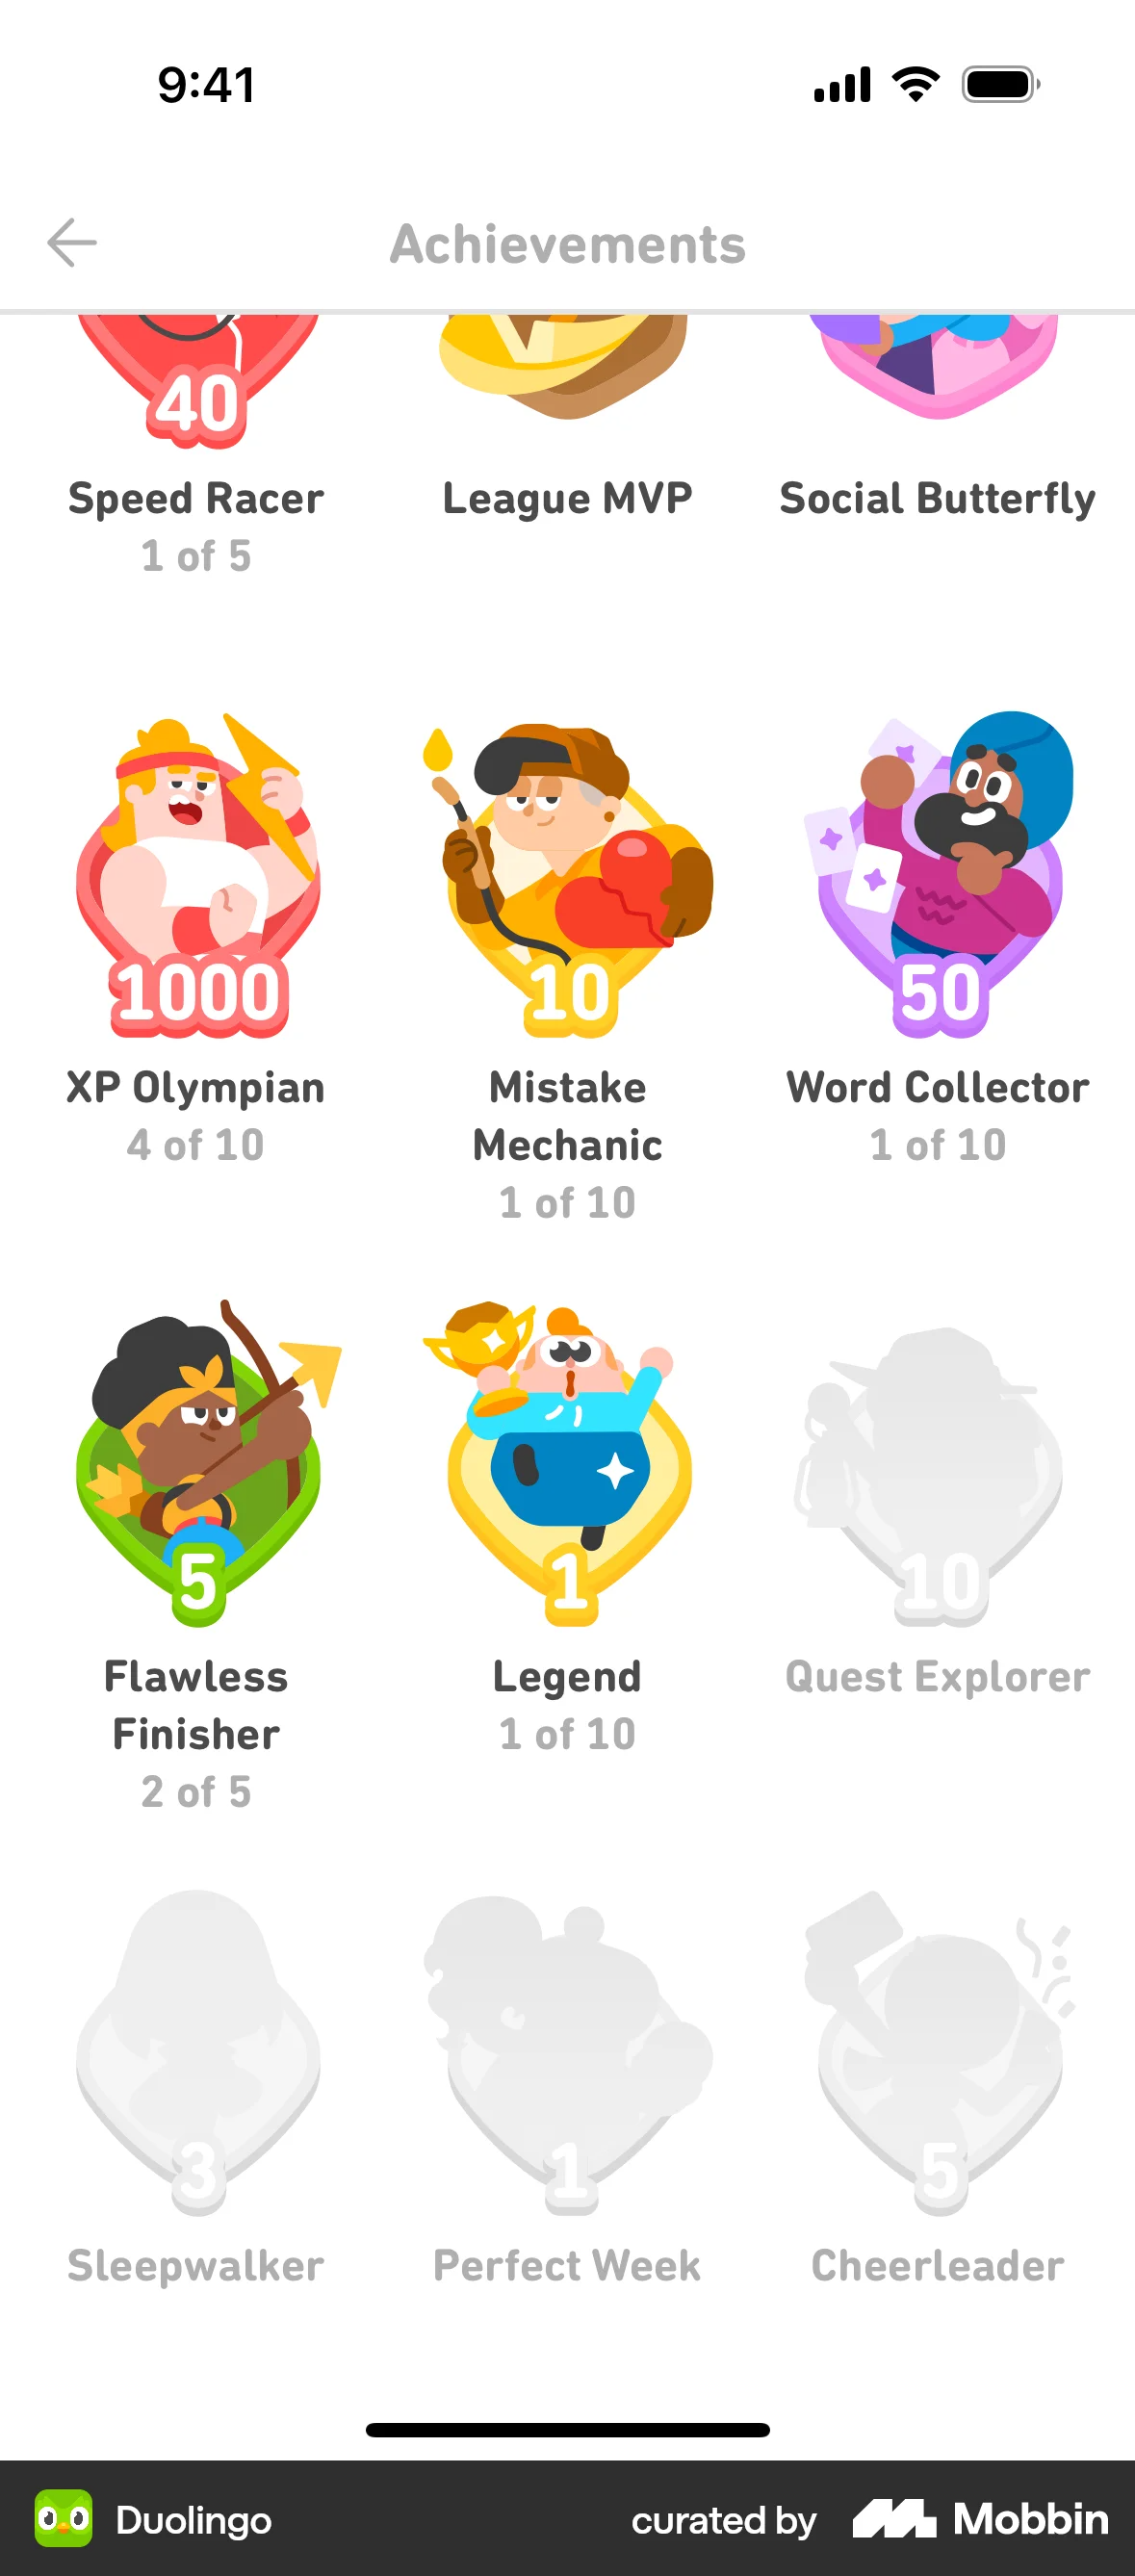 9:41
Achievements
40
Speed Racer
1 of 5
League MVP
Social Butterfly
1000
XP Olympian
4 of 10
10
Mistake
Mechanic
1 of 10
50
Word Collector
1 of 10
5
Flawless
Finisher
2 of 5
1
Legend
1 of 10
10
Quest Explorer
3
Sleepwalker
1
Perfect Week
5
Cheerleader
Duolingo
curated by Mobbin